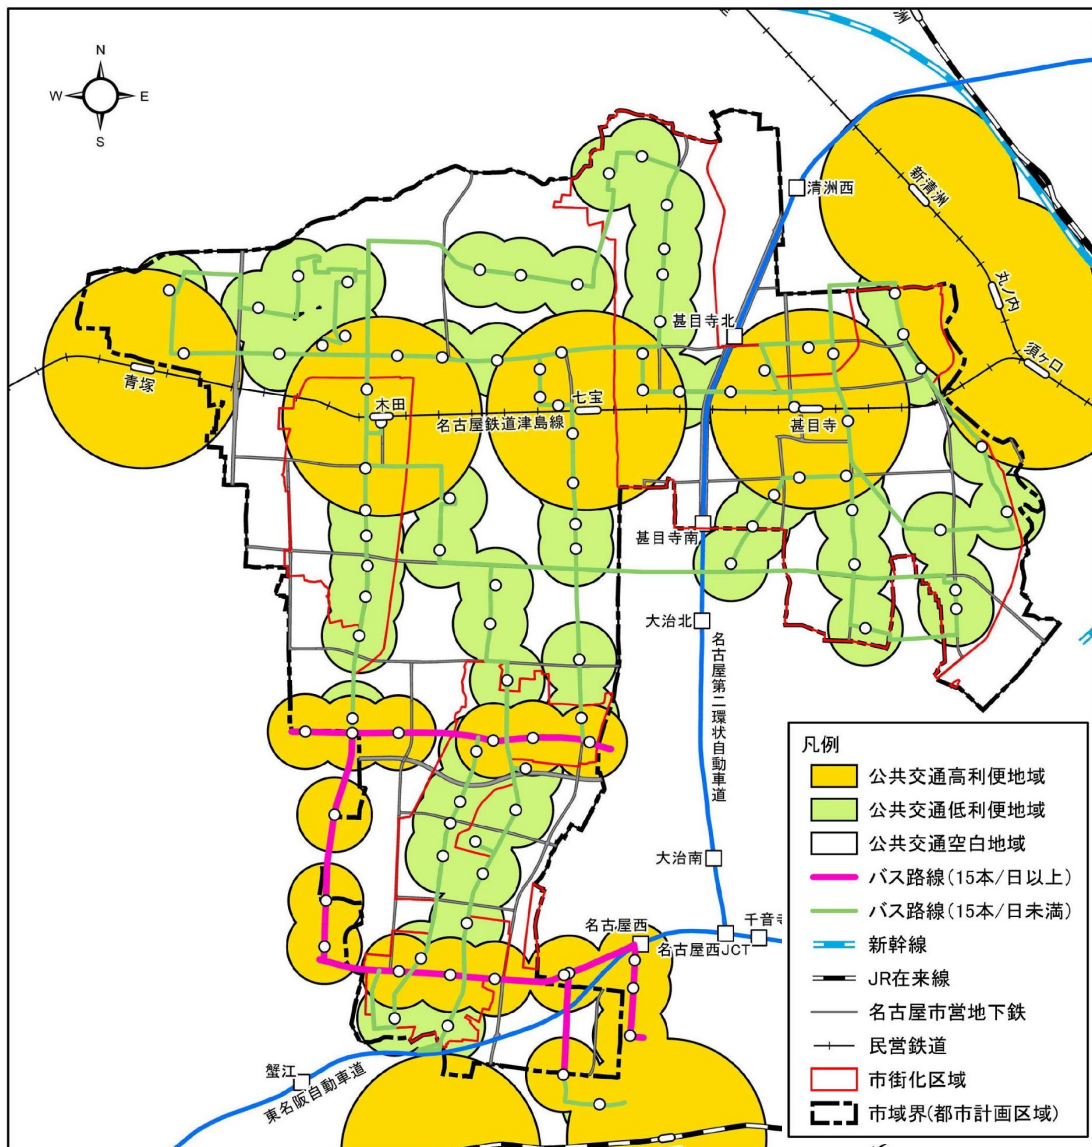 N
W
E
S
清洲西
新清洲
丸ノ内
須ヶ口
甚目寺北
青塚
木田
七宝
甚目寺
名古屋鉄道津島線
甚目寺南
大治北
名古屋第二環状自動車道
大治南
千音寺
名古屋西
名古屋西JCT
蟹江
東名阪自動車道
凡例
公共交通高利便地域
公共交通低利便地域
公共交通空白地域
バス路線(15本/日以上)
バス路線(15本/日未満)
新幹線
JR在来線
名古屋市営地下鉄
民営鉄道
市街化区域
市域界(都市計画区域)